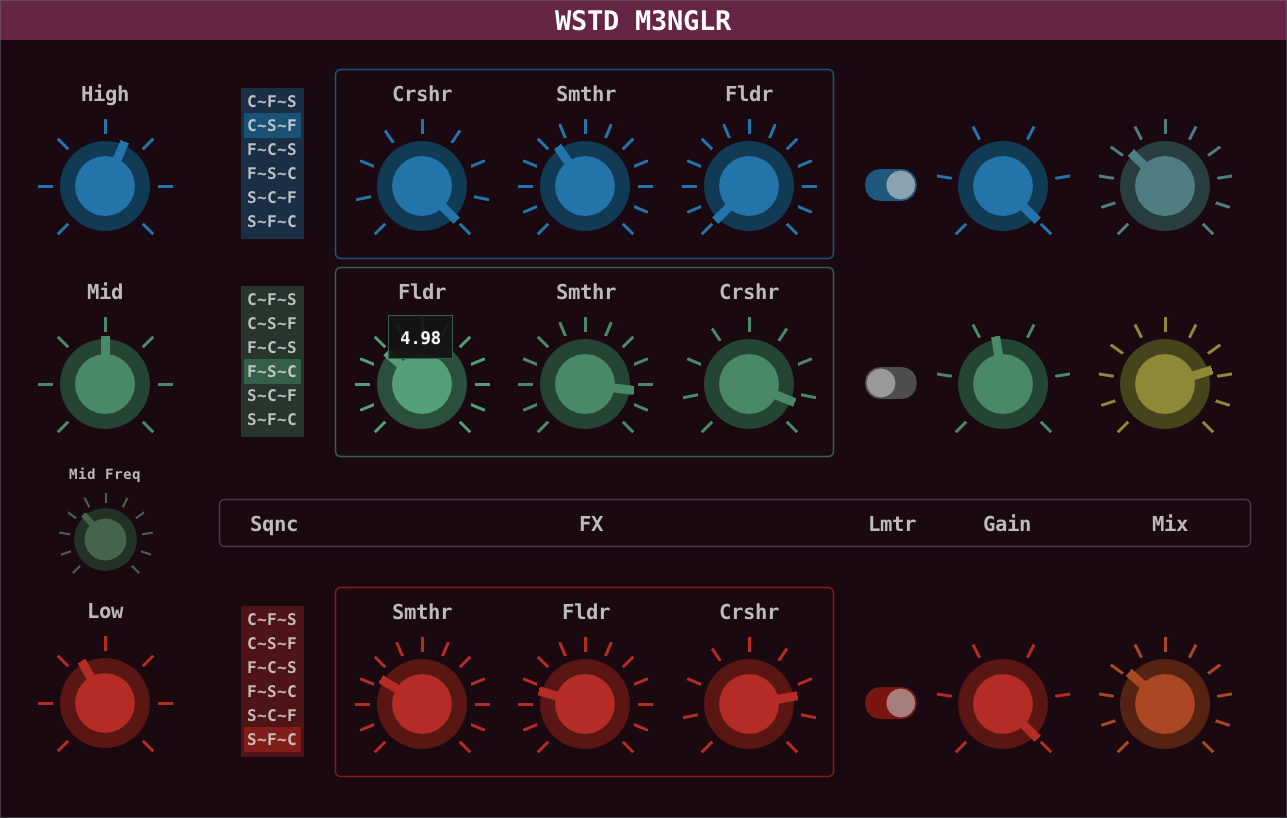 WSTD M3NGLR
High
C~F~S
C~S~F
F~C~S
F~S~C
S~C~F
S~F~C
Crshr Smthr Fldr
Mid
C~F~S
C~S~F
F~C~S
F~S~C
S~C~F
S~F~C
Fldr Smthr Crshr
4.98
Mid Freq
Sqnc FX Lmtr Gain Mix
Low
C~F~S
C~S~F
F~C~S
F~S~C
S~C~F
S~F~C
Smthr Fldr Crshr